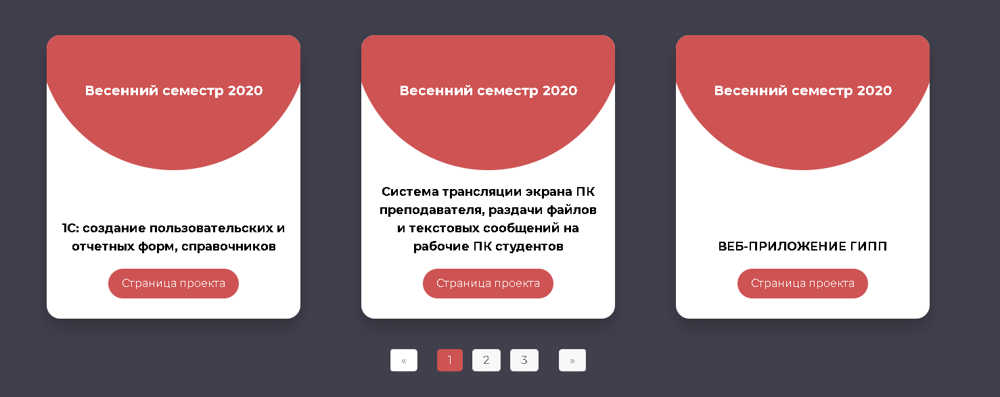 Весенний семестр 2020
1С: создание пользовательских и
отчетных форм, справочников
Страница проекта
Весенний семестр 2020
Система трансляции экрана ПК
преподавателя, раздачи файлов
и текстовых сообщений на
рабочие ПК студентов
Страница проекта
Весенний семестр 2020
ВЕБ-ПРИЛОЖЕНИЕ ГИПП
Страница проекта
« 1 2 3 »